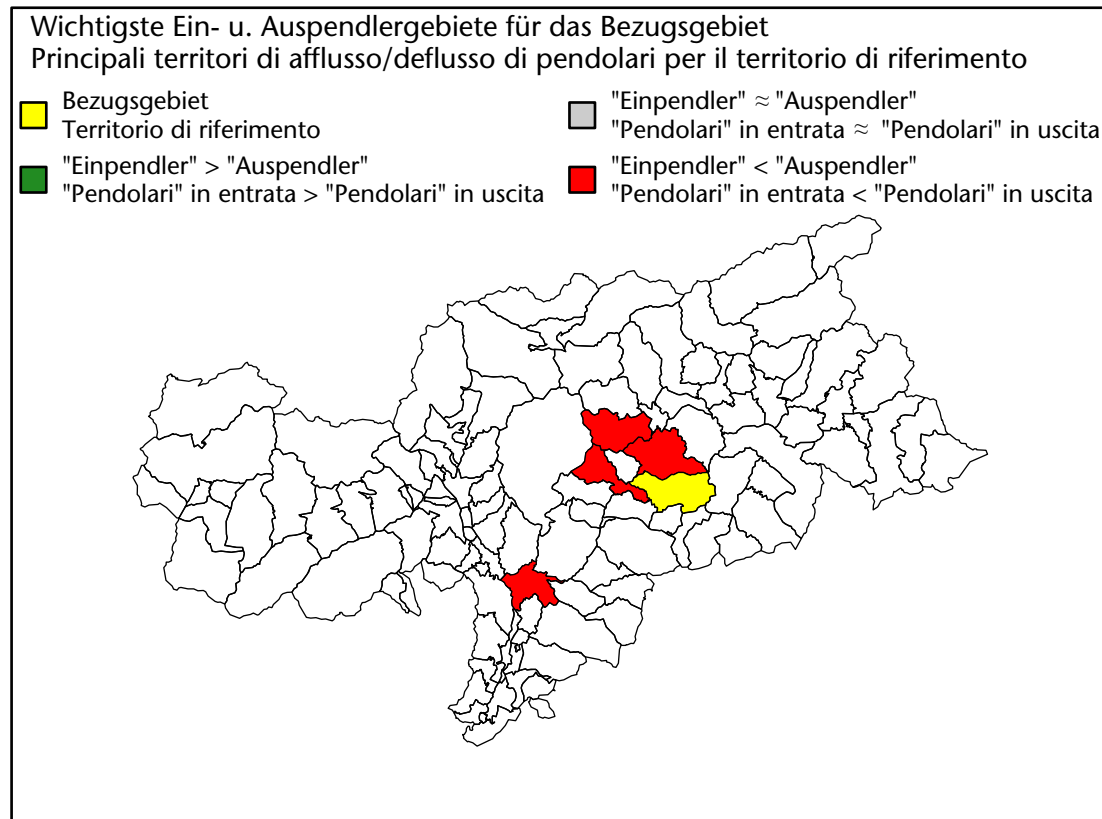 Wichtigste Ein- u. Auspendlergebiete für das Bezugsgebiet
Principali territori di afflusso/deflusso di pendolari per il territorio di riferimento
Bezugsgebiet
Territorio di riferimento
"Einpendler" > "Auspendler"
"Pendolari" in entrata > "Pendolari" in uscita
"Einpendler" ≈ "Auspendler"
"Pendolari" in entrata ≈ "Pendolari" in uscita
"Einpendler" < "Auspendler"
"Pendolari" in entrata < "Pendolari" in uscita